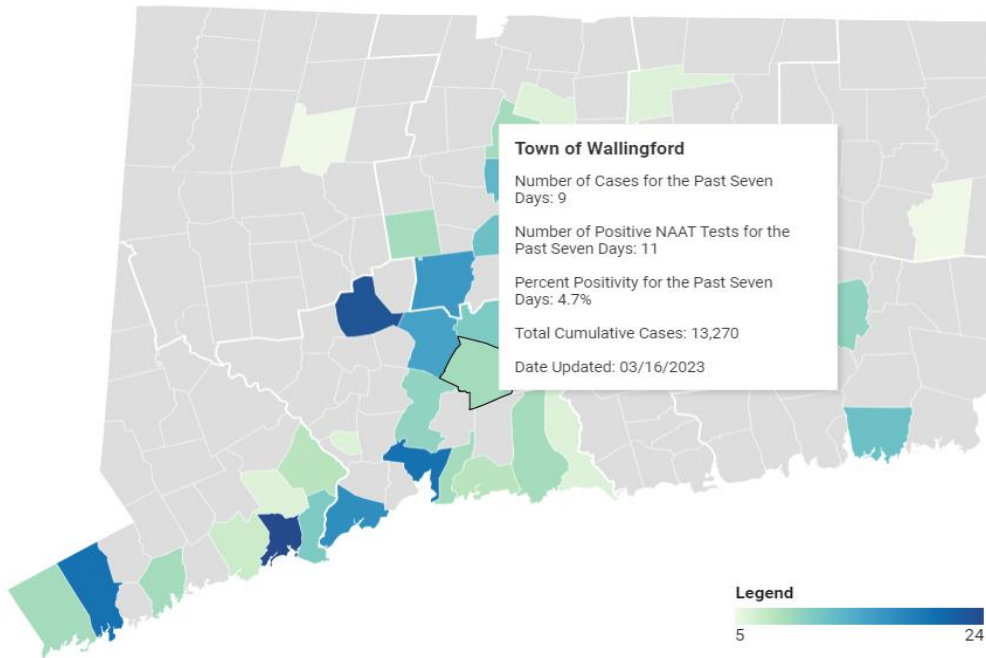 Town of Wallingford
Number of Cases for the Past Seven
Days: 9
Number of Positive NAAT Tests for the
Past Seven Days: 11
Percent Positivity for the Past Seven
Days: 4.7%
Total Cumulative Cases: 13,270
Date Updated: 03/16/2023
Legend
5
24